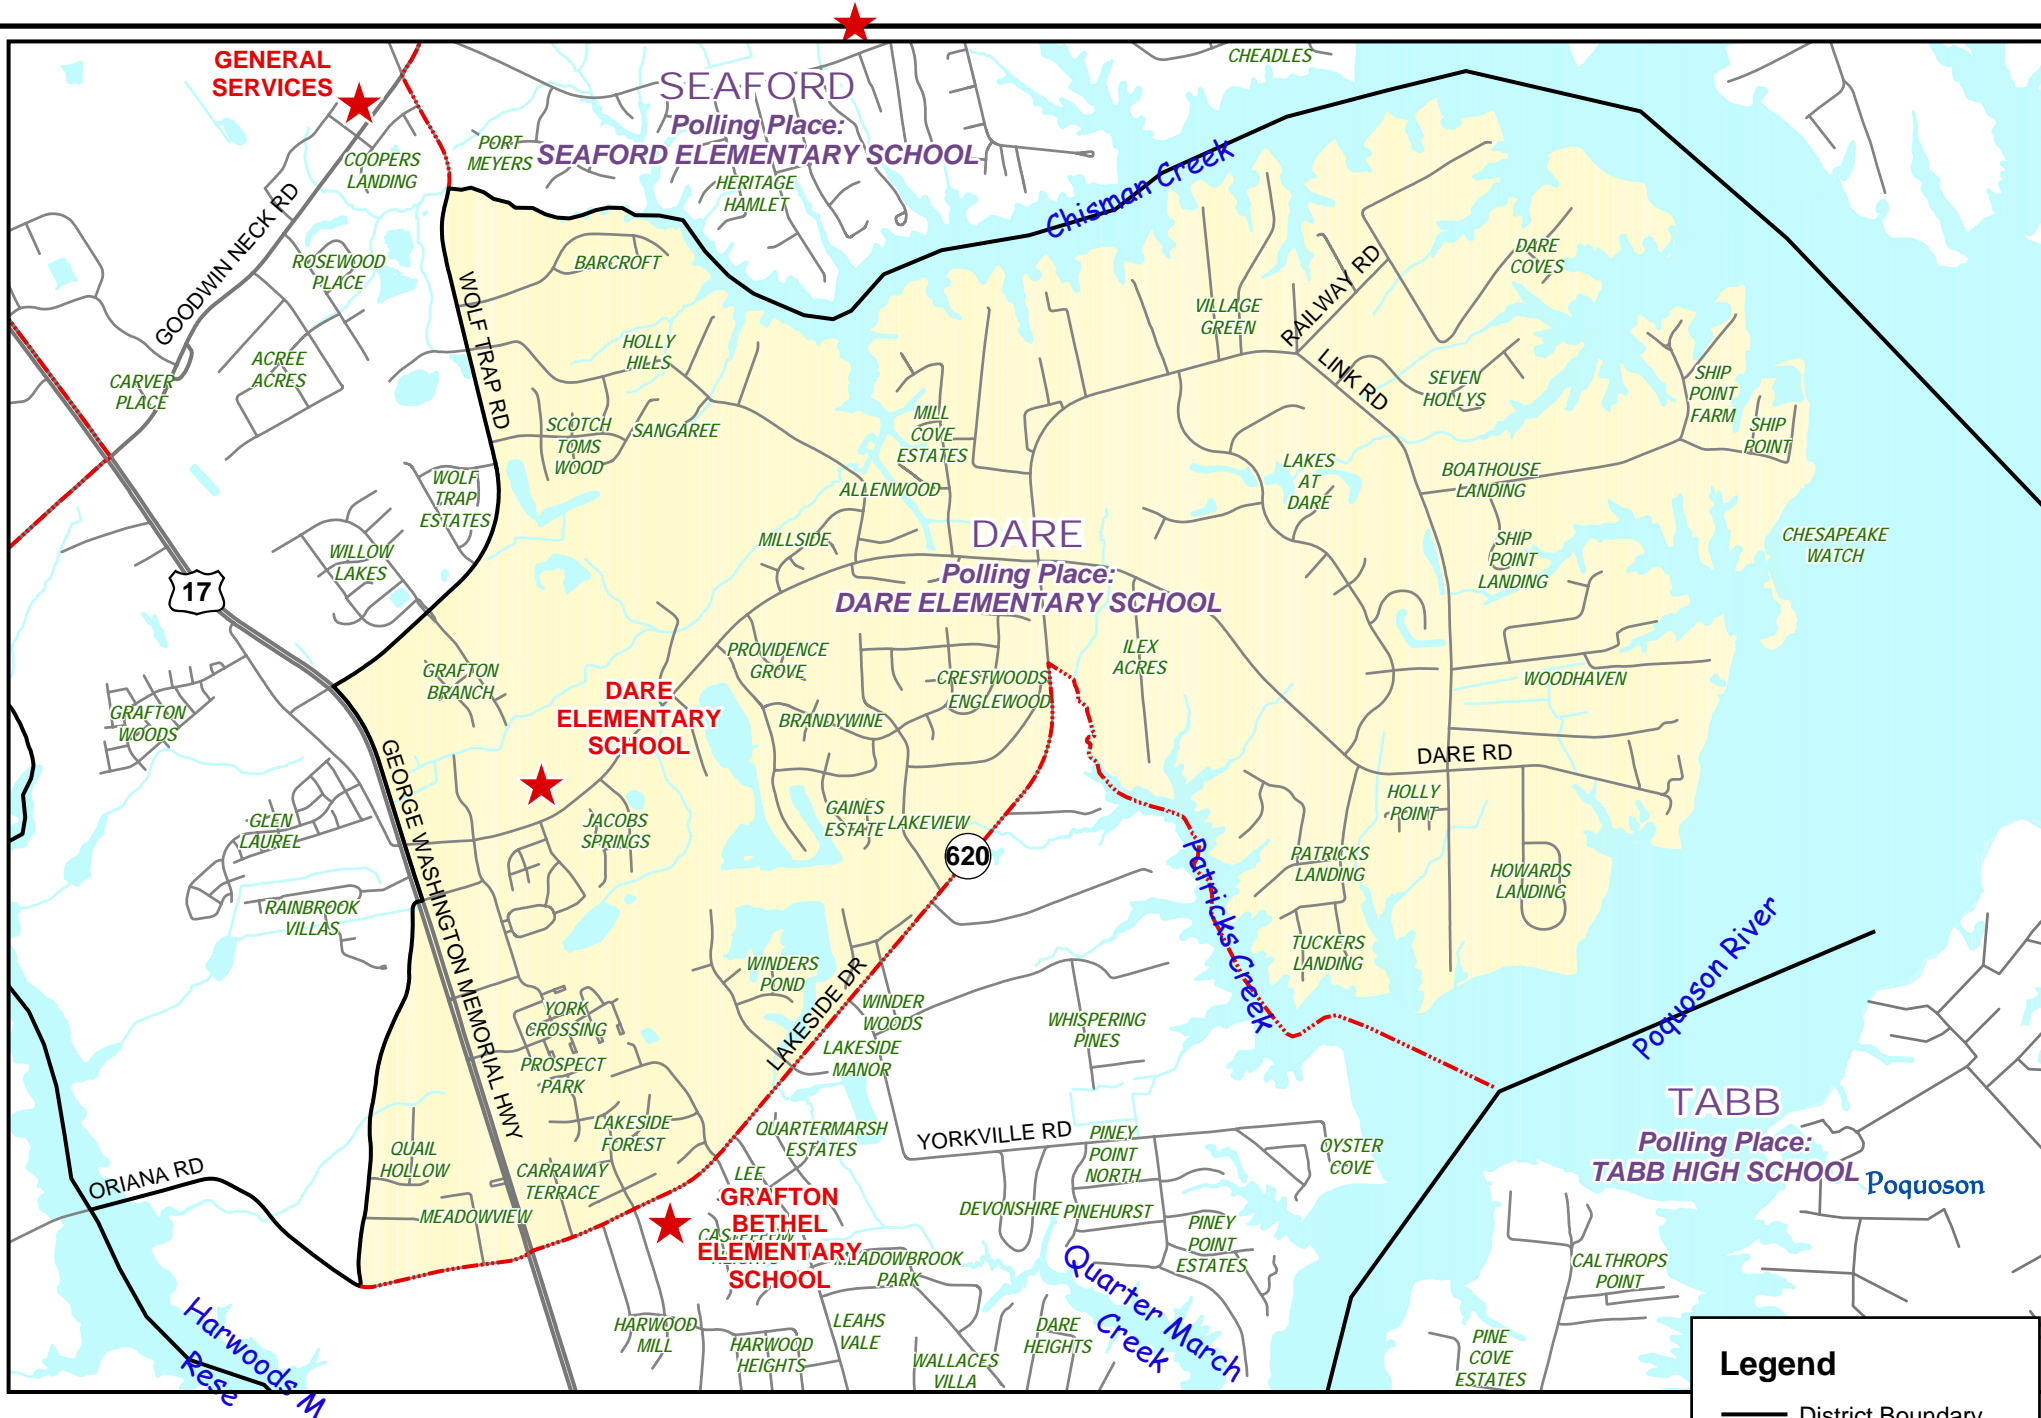 GENERAL
SERVICES
SEAFORD
Polling Place:
SEAFORD ELEMENTARY SCHOOL
CHEADLES
PORT
MEYERS
COOPERS
LANDING
HERITAGE
HAMLET
Chisman Creek
GOODWIN NECK RD
ROSEWOOD
PLACE
BARCROFT
DARE
COVES
WOLF TRAP RD
VILLAGE
GREEN
RAILWAY RD
ACREE
ACRES
CARVER
PLACE
HOLLY
HILLS
LINK RD
SEVEN
HOLLYS
SHIP
POINT
FARM
SHIP
POINT
SCOTCH
TOMS
WOOD
SANGAREE
MILL
COVE
ESTATES
WOLF
TRAP
ESTATES
ALLENWOOD
LAKES
AT
DARE
BOATHOUSE
LANDING
WILLOW
LAKES
MILLSIDE
DARE
Polling Place:
DARE ELEMENTARY SCHOOL
SHIP
POINT
LANDING
CHESAPEAKE
WATCH
17
GRAFTON
BRANCH
PROVIDENCE
GROVE
ILEX
ACRES
CRESTWOODS
ENGLEWOOD
WOODHAVEN
DARE
ELEMENTARY
SCHOOL
GRAFTON
WOODS
BRANDYWINE
DARE RD
GEORGE WASHINGTON MEMORIAL HWY
GLEN
LAUREL
JACOBS
SPRINGS
GAINES
ESTATE
LAKEVIEW
HOLLY
POINT
620
Patricks Creek
PATRICKS
LANDING
HOWARDS
LANDING
RAINBROOK
VILLAS
TUCKERS
LANDING
Poquoson River
WINDERS
POND
LAKESIDE DR
WINDER
WOODS
YORK
CROSSING
WHISPERING
PINES
LAKESIDE
MANOR
PROSPECT
PARK
TABB
Polling Place:
TABB HIGH SCHOOL
Poquoson
LAKESIDE
FOREST
QUARTERMARSH
ESTATES
YORKVILLE RD
PINEY
POINT
NORTH
OYSTER
COVE
QUAIL
HOLLOW
ORIANA RD
CARRAWAY
TERRACE
LEE
GRAFTON
BETHEL
ELEMENTARY
SCHOOL
MEADOWVIEW
DEVONSHIRE
PINEHURST
PINEY
POINT
ESTATES
PARK
CALTHROPS
POINT
Quarter March
Creek
Harwoods M
Rese
HARWOOD
MILL
HARWOOD
HEIGHTS
LEAHS
VALE
DARE
HEIGHTS
WALLACES
VILLA
PINE
COVE
ESTATES
Legend
District Boundary